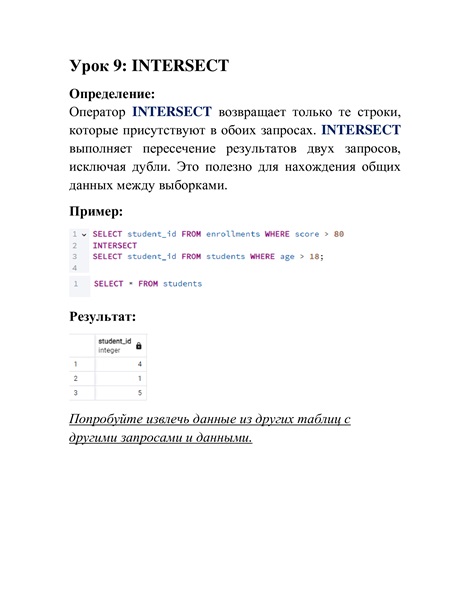 Урок 9: INTERSECT
Определение:
Оператор INTERSECT возвращает только те строки,
которые присутствуют в обоих запросах. INTERSECT
выполняет пересечение результатов двух запросов,
исключая дубли. Это полезно для нахождения общих
данных между выборками.
Пример:
1 SELECT student_id FROM enrollments WHERE score > 80
2 INTERSECT
3 SELECT student_id FROM students WHERE age > 18;
4
1 SELECT * FROM students
Результат:
student_id
integer
1 4
2 1
3 5
Попробуйте извлечь данные из других таблиц с
другими запросами и данными.